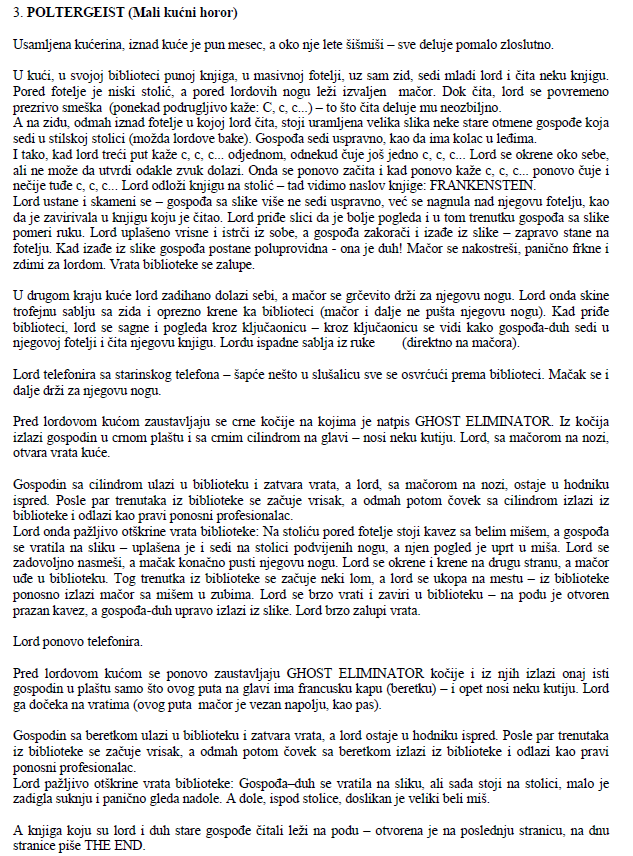 3. POLTERGEIST (Mali kućni horor)
Usamljena kućerina, iznad kuće je pun mesec, a oko nje lete šišmiši – sve deluje pomalo zloslutno.
U kući, u svojoj biblioteci punoj knjiga, u masivnoj fotelji, uz sam zid, sedi mladi lord i čita neku knjigu.
Pored fotelje je niski stolić, a pored lordovih nogu leži izvaljen mačor. Dok čita, lord se povremeno
prezrivo smeška (ponekad podrugljivo kaže: C, c, c...) – to što čita deluje mu neozbiljno.
A na zidu, odmah iznad fotelje u kojoj lord čita, stoji uramljena velika slika neke stare otmene gospođe koja
sedi u stilskoj stolici (možda lordove bake). Gospođa sedi uspravno, kao da ima kolac u leđima.
I tako, kad lord treći put kaže c, c, c... odjednom, odnekud čuje još jedno c, c, c... Lord se okrene oko sebe,
ali ne može da utvrdi odakle zvuk dolazi. Onda se ponovo začita i kad ponovo kaže c, c, c... ponovo čuje i
nečije tuđe c, c, c... Lord odloži knjigu na stolić – tad vidimo naslov knjige: FRANKENSTEIN.
Lord ustane i skameni se – gospođa sa slike više ne sedi uspravno, već se nagnula nad njegovu fotelju, kao
da je zavirivala u knjigu koju je čitao. Lord priđe slici da je bolje pogleda i u tom trenutku gospođa sa slike
pomeri ruku. Lord uplašeno vrisne i istrči iz sobe, a gospođa zakorači i izađe iz slike – zapravo stane na
fotelju. Kad izađe iz slike gospođa postane poluprovidna - ona je duh! Mačor se nakostreši, panično frkne i
zdimi za lordom. Vrata biblioteke se zalupe.
U drugom kraju kuće lord zadihano dolazi sebi, a mačor se grčevito drži za njegovu nogu. Lord onda skine
trofejnu sablju sa zida i oprezno krene ka biblioteci (mačor i dalje ne pušta njegovu nogu). Kad priđe
biblioteci, lord se sagne i pogleda kroz ključaonicu – kroz ključaonicu se vidi kako gospođa-duh sedi u
njegovoj fotelji i čita njegovu knjigu. Lordu ispadne sablja iz ruke (direktno na mačora).
Lord telefonira sa starinskog telefona – šapće nešto u slušalicu sve se osvrćući prema biblioteci. Mačak se i
dalje drži za njegovu nogu.
Pred lordovom kućom zaustavljaju se crne kočije na kojima je natpis GHOST ELIMINATOR. Iz kočija
izlazi gospodin u crnom plaštu i sa crnim cilindrom na glavi – nosi neku kutiju. Lord, sa mačorom na nozi,
otvara vrata kuće.
Gospodin sa cilindrom ulazi u biblioteku i zatvara vrata, a lord, sa mačorom na nozi, ostaje u hodniku
ispred. Posle par trenutaka iz biblioteke se začuje vrisak, a odmah potom čovek sa cilindrom izlazi iz
biblioteke i odlazi kao pravi ponosni profesionalac.
Lord onda pažljivo otškrine vrata biblioteke: Na stoliću pored fotelje stoji kavez sa belim mišem, a gospođa
se vratila na sliku – uplašena je i sedi na stolici podvijenih nogu, a njen pogled je uprt u miša. Lord se
zadovoljno nasmeši, a mačak konačno pusti njegovu nogu. Lord se okrene i krene na drugu stranu, a mačor
uđe u biblioteku. Tog trenutka iz biblioteke se začuje neki lom, a lord se ukopa na mestu – iz biblioteke
ponosno izlazi mačor sa mišem u zubima. Lord se brzo vrati i zaviri u biblioteku – na podu je otvoren
prazan kavez, a gospođa-duh upravo izlazi iz slike. Lord brzo zalupi vrata.
Lord ponovo telefonira.
Pred lordovom kućom se ponovo zaustavljaju GHOST ELIMINATOR kočije i iz njih izlazi onaj isti
gospodin u plaštu samo što ovog puta na glavi ima francusku kapu (beretku) – i opet nosi neku kutiju. Lord
ga dočeka na vratima (ovog puta mačor je vezan napolju, kao pas).
Gospodin sa beretkom ulazi u biblioteku i zatvara vrata, a lord ostaje u hodniku ispred. Posle par trenutaka
iz biblioteke se začuje vrisak, a odmah potom čovek sa beretkom izlazi iz biblioteke i odlazi kao pravi
ponosni profesionalac.
Lord pažljivo otškrine vrata biblioteke: Gospođa–duh se vratila na sliku, ali sada stoji na stolici, malo je
zadigla suknju i panično gleda nadole. A dole, ispod stolice, doslikan je veliki beli miš.
A knjiga koju su lord i duh stare gospođe čitali leži na podu – otvorena je na poslednju stranicu, na dnu
stranice piše THE END.